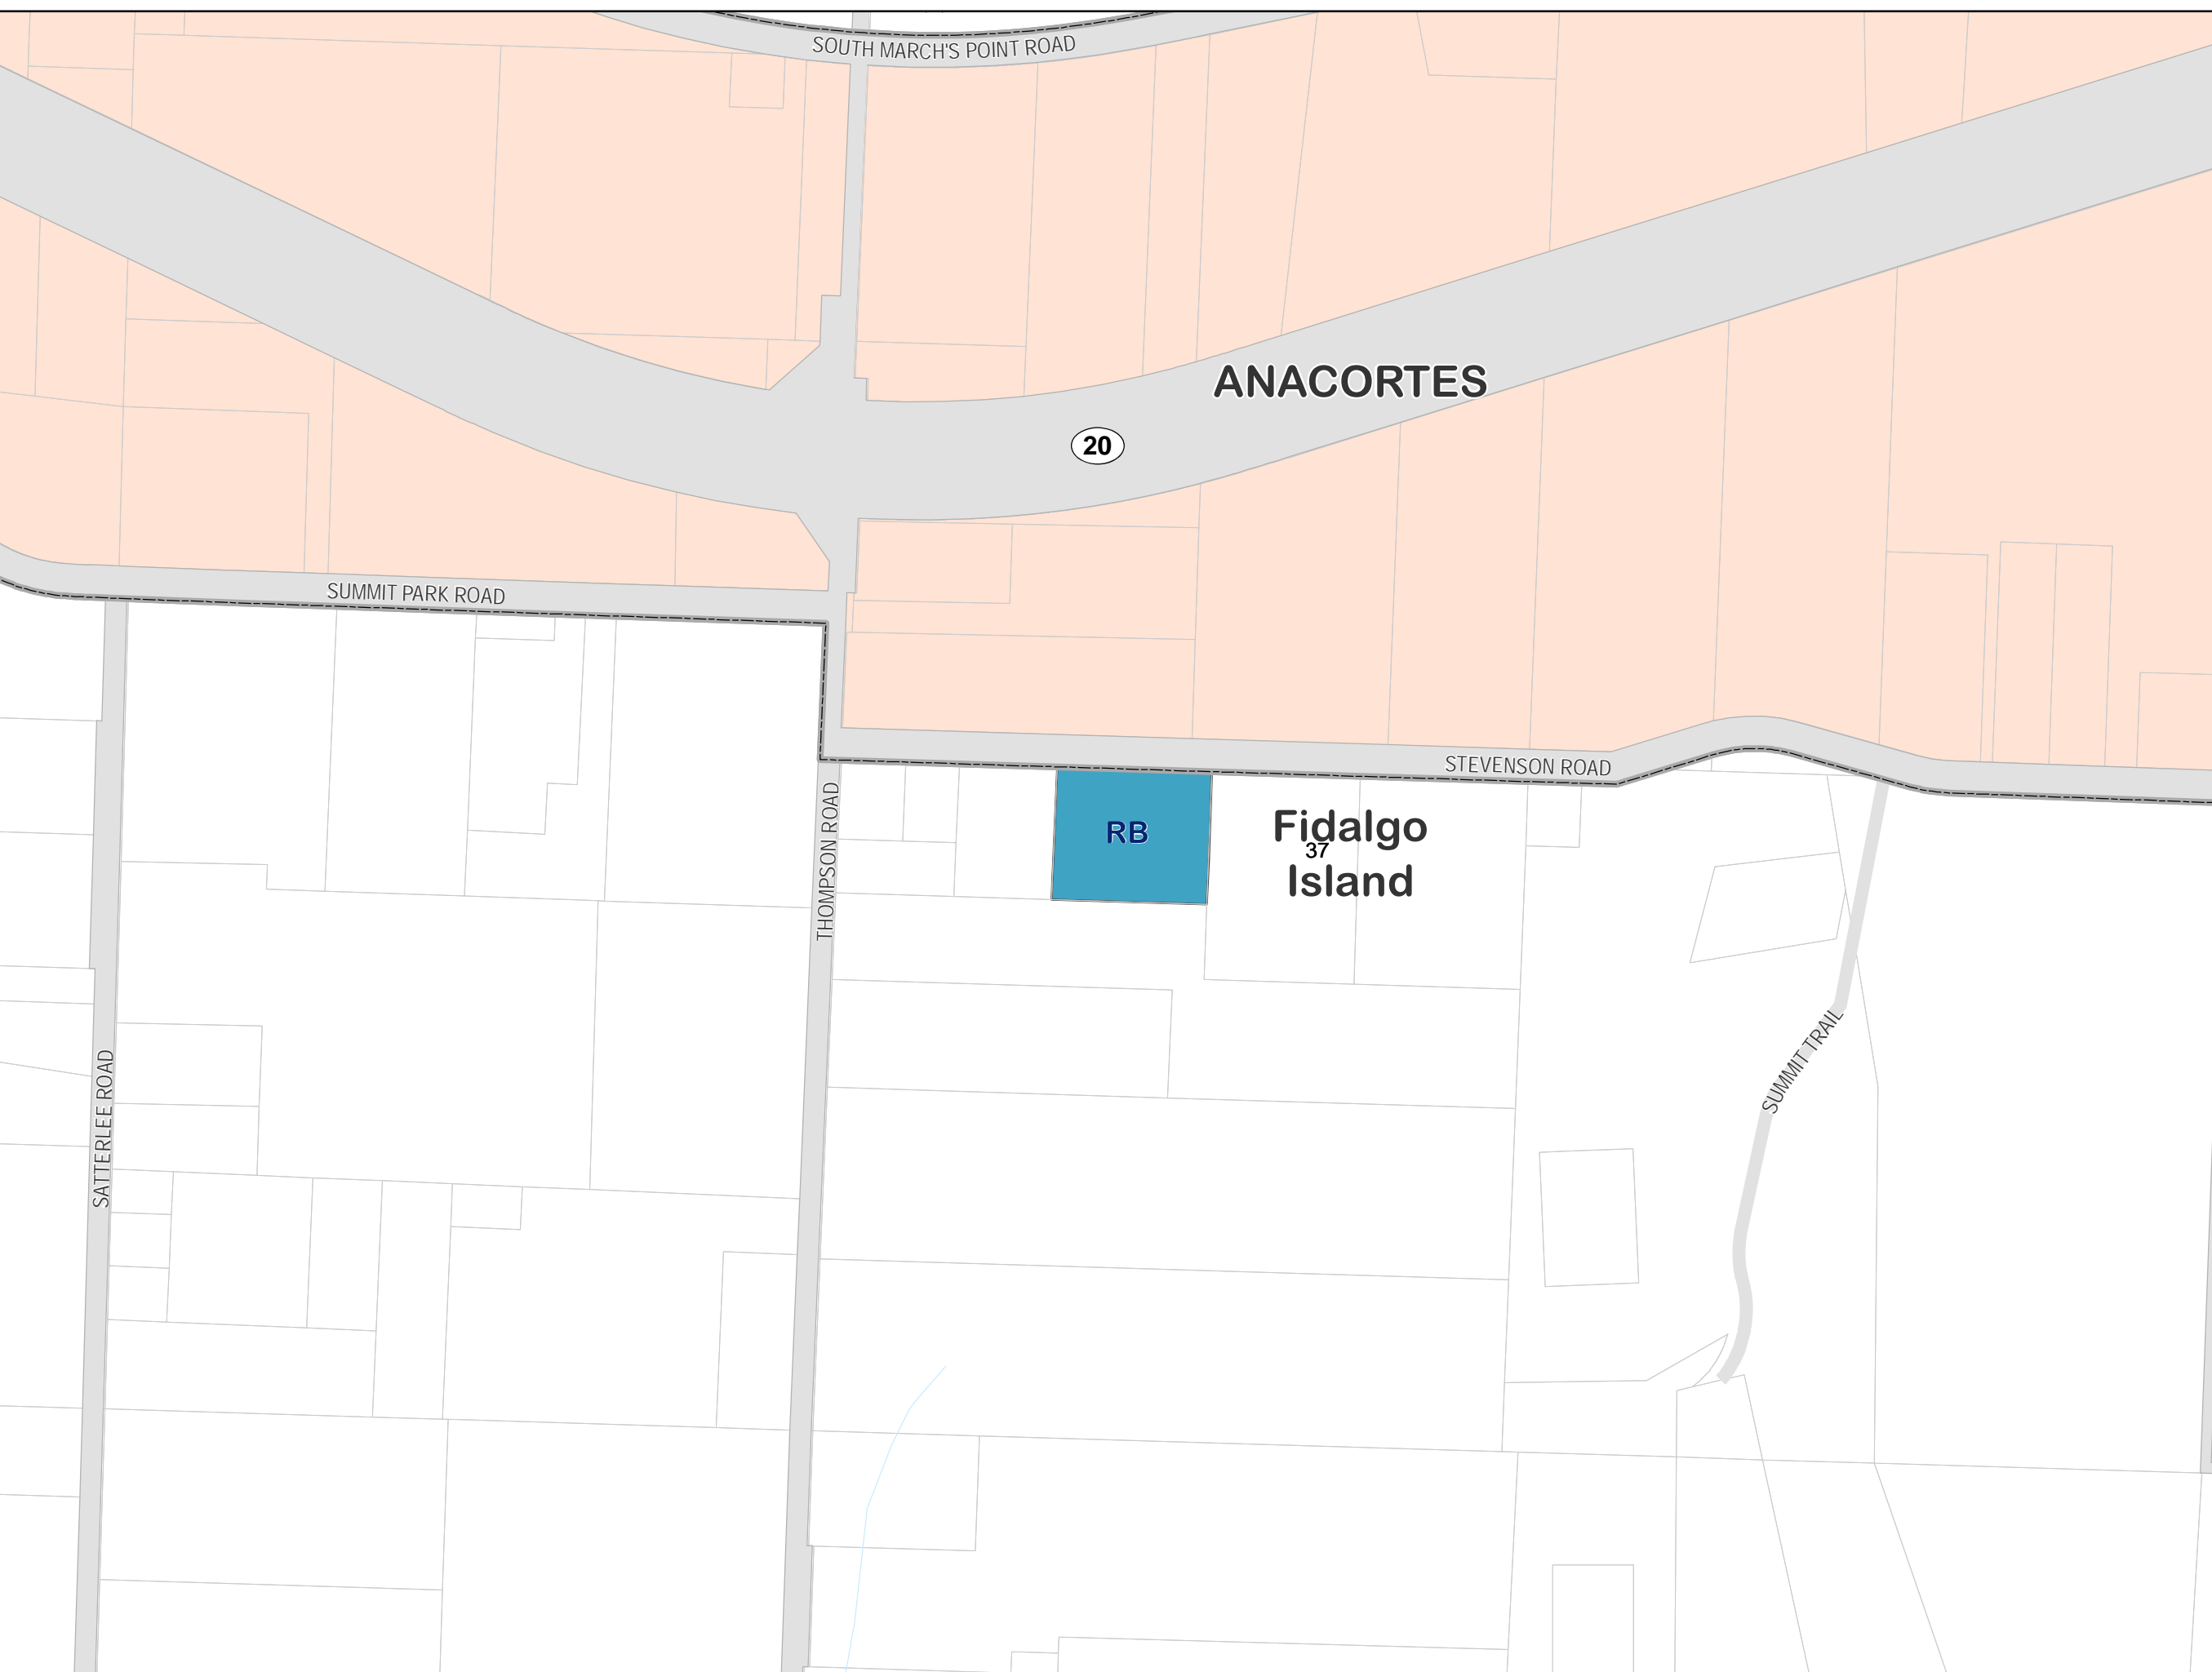 SOUTH MARCH'S POINT ROAD
ANACORTES
20
SUMMIT PARK ROAD
STEVENSON ROAD
THOMPSON ROAD
RB
Fidalgo
37
Island
SUMMIT TRAIL
SATTERLEE ROAD